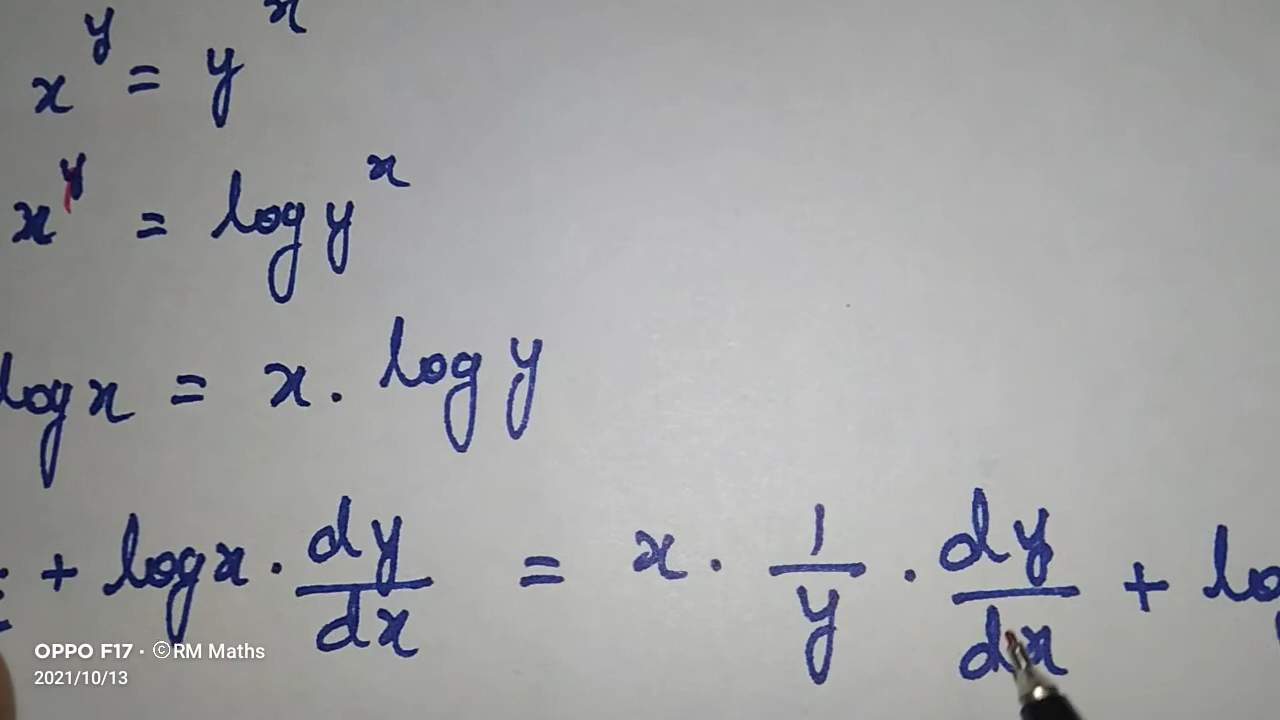 x^y = y^x
x^y = log y^x
log x = x . log y
+ log x . dy/dx = x . 1/y . dy/dx + lo
OPPO F17 · ©RM Maths
2021/10/13